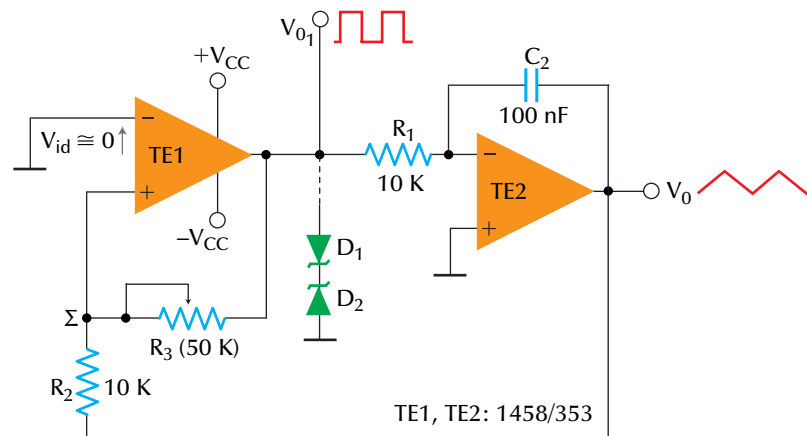 V01
+VCC
C2
100 nF
−
Vid ≅ 0
TE1
R1
10 K
−
TE2
V0
+
+
−VCC
D1
D2
Σ
R3 (50 K)
R2
10 K
TE1, TE2: 1458/353